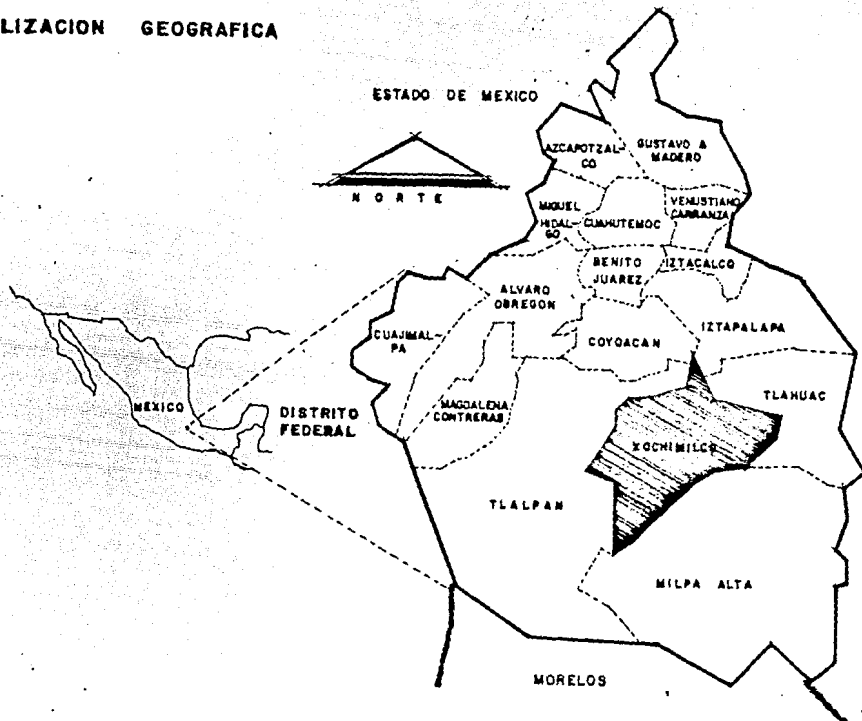 LIZACION GEOGRAFICA
ESTADO DE MEXICO
NORTE
AZCAPOTZAL-
CO
GUSTAVO A
MADERO
MIGUEL
HIDAL-
GO
CUAHUTEMOC
VENUSTIANO
CARRANZA
BENITO
JUAREZ
IZTACALCO
ALVARO
OBREGON
CUAJIMAL-
PA
COYOACAN
IZTAPALAPA
MAGDALENA
CONTRERAS
TLAHUAC
MEXICO
DISTRITO
FEDERAL
XOCHIMILCO
TLALPAN
MILPA ALTA
MORELOS